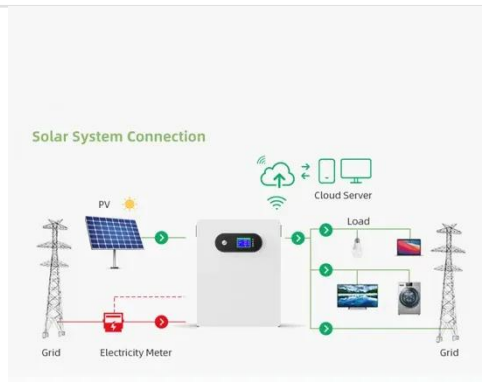 Solar System Connection
Cloud Server
PV
Load
Grid
Electricity Meter
Grid